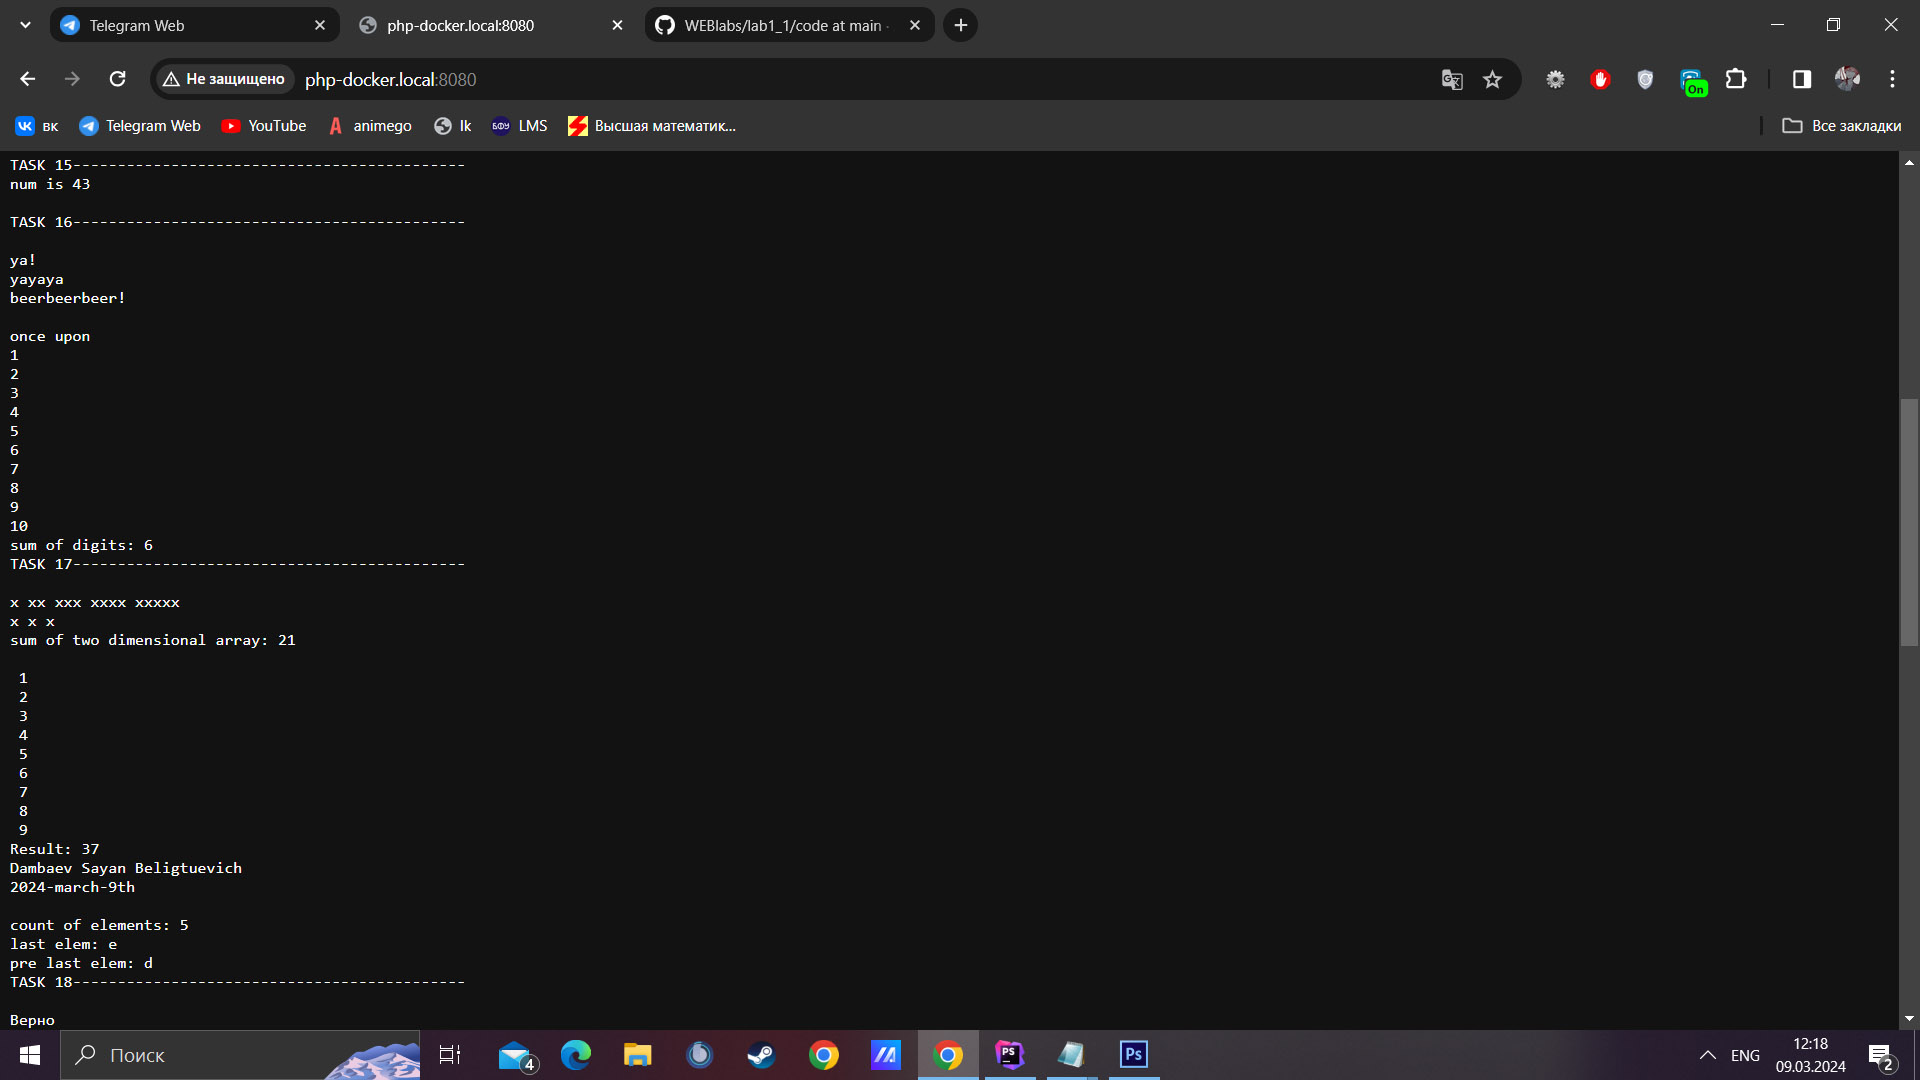 Telegram Web
php-docker.local:8080
WEBlabs/lab1_1/code at main ·
Не защищено
php-docker.local:8080
On
вк
Telegram Web
YouTube
animego
lk
БФУ
LMS
Высшая математик...
Все закладки
TASK 15--------------------------------------------
num is 43
TASK 16--------------------------------------------
ya!
yayaya
beerbeerbeer!
once upon
1
2
3
4
5
6
7
8
9
10
sum of digits: 6
TASK 17--------------------------------------------
x xx xxx xxxx xxxxx
x x x
sum of two dimensional array: 21
1
2
3
4
5
6
7
8
9
Result: 37
Dambaev Sayan Beligtuevich
2024-march-9th
count of elements: 5
last elem: e
pre last elem: d
TASK 18--------------------------------------------
Верно
Поиск
4
PS
Ps
ENG
12:18
09.03.2024
2